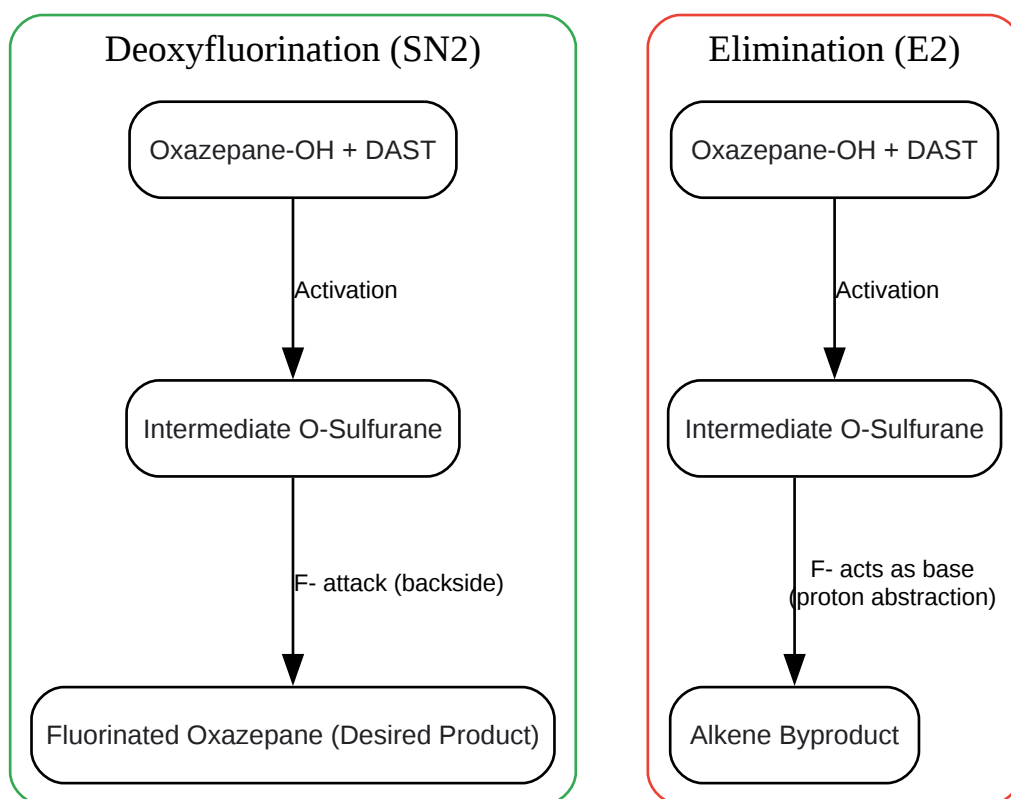 Deoxyfluorination (SN2)
Oxazepane-OH + DAST
Activation
Intermediate O-Sulfurane
F- attack (backside)
Fluorinated Oxazepane (Desired Product)
Elimination (E2)
Oxazepane-OH + DAST
Activation
Intermediate O-Sulfurane
F- acts as base
(proton abstraction)
Alkene Byproduct